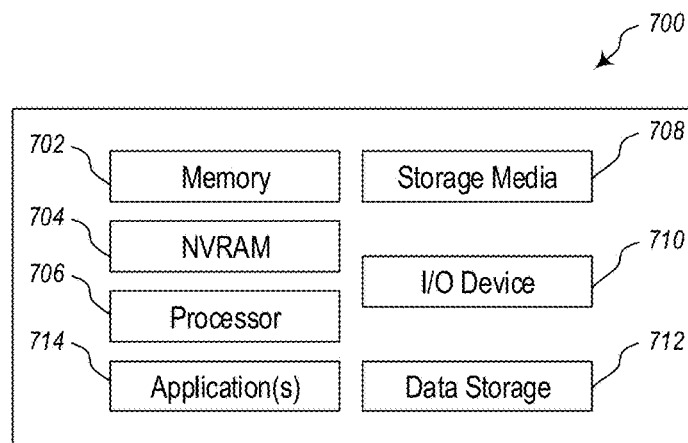 700
702
Memory
Storage Media
708
704
NVRAM
I/O Device
710
706
Processor
714
Application(s)
Data Storage
712